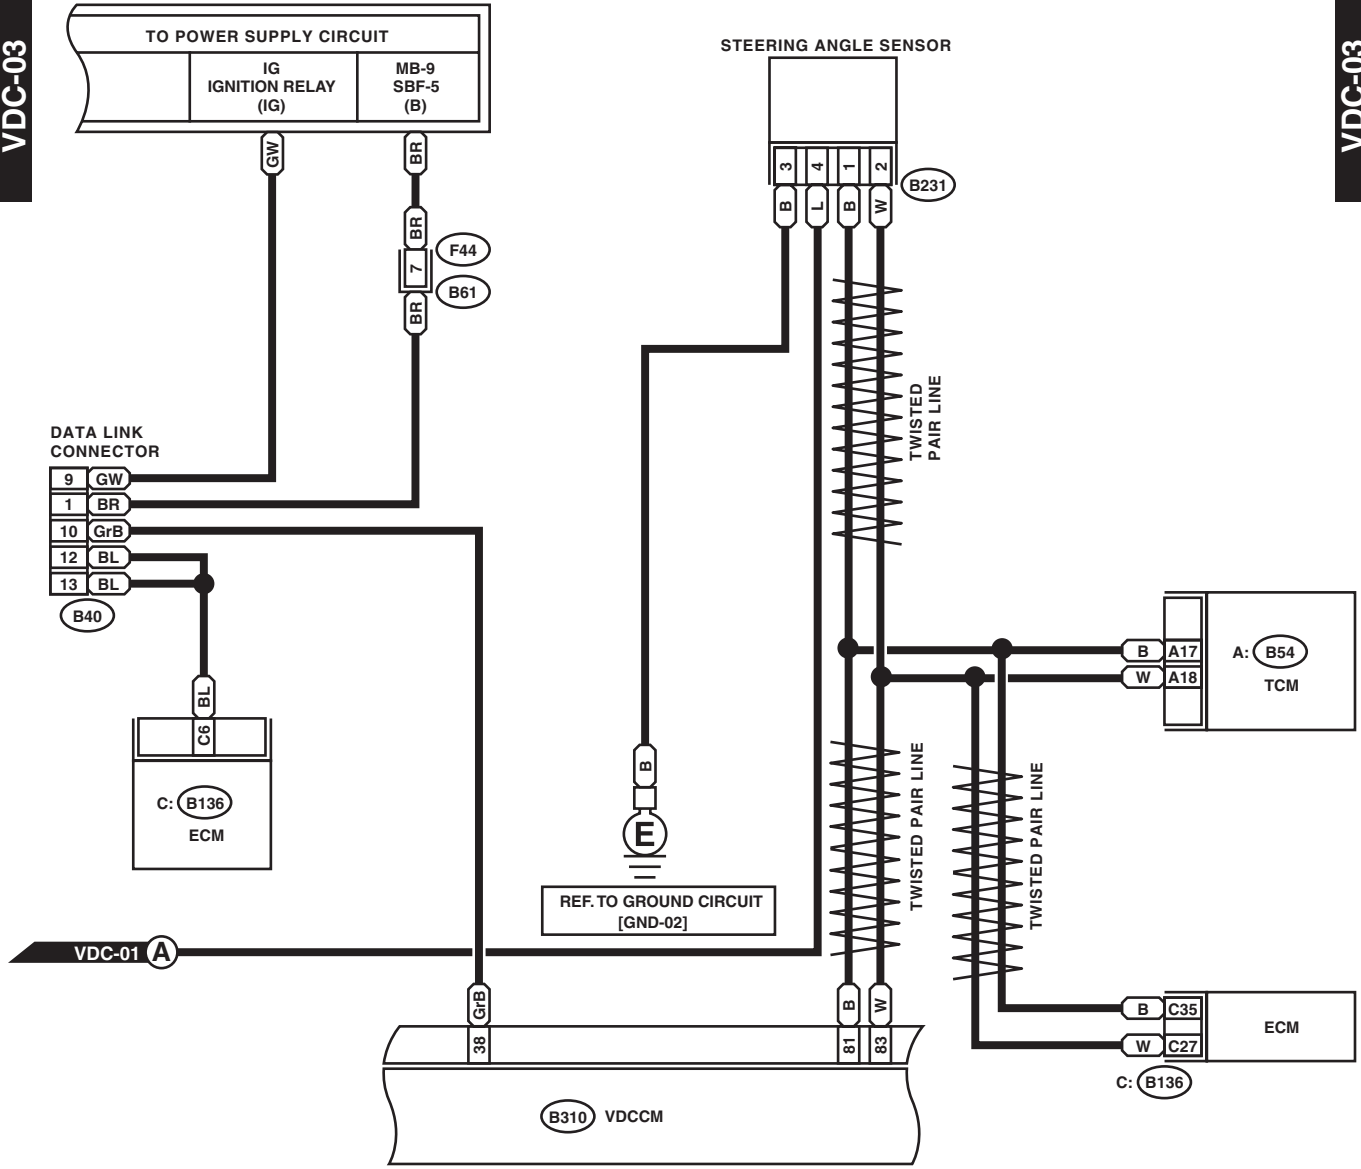 VDC-03
VDC-03
TO POWER SUPPLY CIRCUIT
IG
IGNITION RELAY
(IG)
MB-9
SBF-5
(B)
GW
BR
BR
7
F44
B61
BR
STEERING ANGLE SENSOR
3
4
1
2
B231
B
L
B
W
TWISTED
PAIR LINE
DATA LINK
CONNECTOR
9
GW
1
BR
10
GrB
12
BL
13
BL
B40
BL
C6
C: B136
ECM
B
A17
W
A18
A: B54
TCM
B
E
REF. TO GROUND CIRCUIT
[GND-02]
TWISTED PAIR LINE
TWISTED PAIR LINE
VDC-01
A
GrB
B
W
38
81
83
B310 VDCCM
B
C35
W
C27
ECM
C: B136